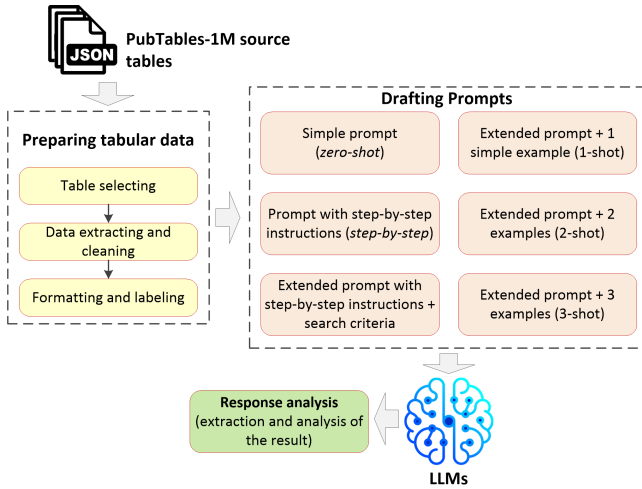 JSON
PubTables-1M source
tables
Preparing tabular data
Table selecting
Data extracting and
cleaning
Formatting and labeling
Drafting Prompts
Simple prompt
(zero-shot)
Extended prompt + 1
simple example (1-shot)
Prompt with step-by-step
instructions (step-by-step)
Extended prompt + 2
examples (2-shot)
Extended prompt with
step-by-step instructions +
search criteria
Extended prompt + 3
examples (3-shot)
Response analysis
(extraction and analysis of
the result)
LLMs